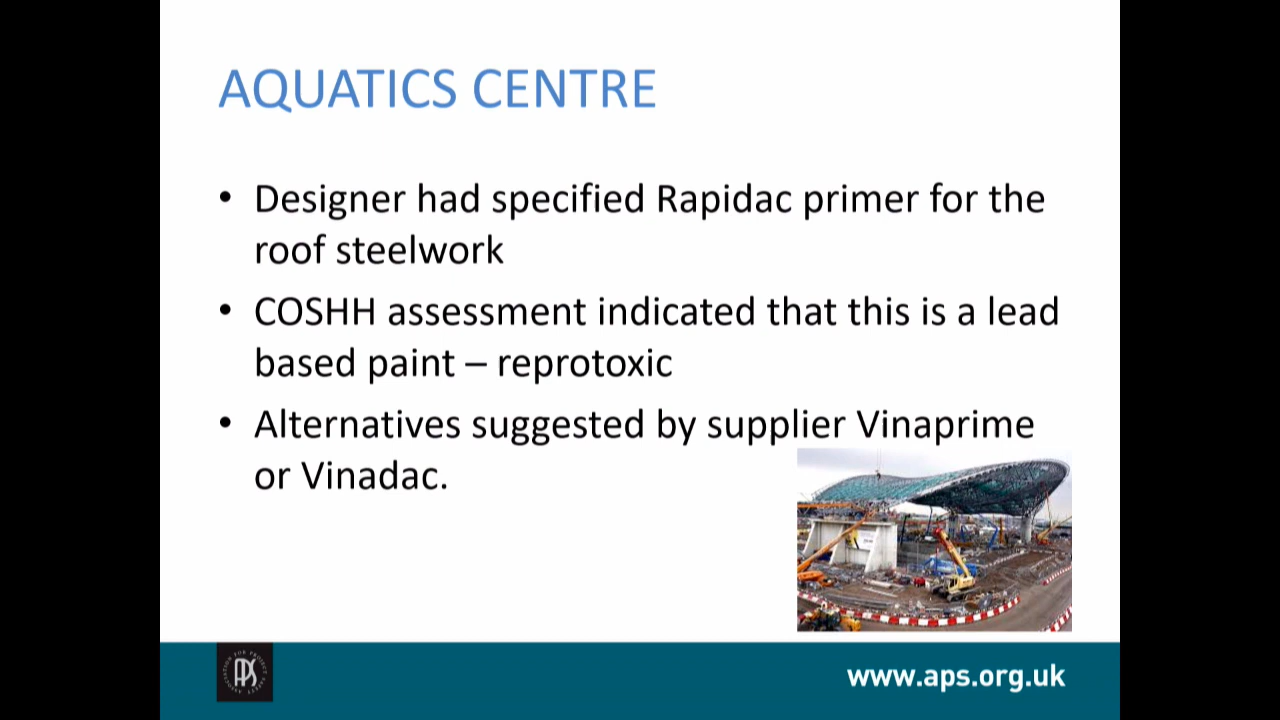 AQUATICS CENTRE
• Designer had specified Rapidac primer for the
roof steelwork
• COSHH assessment indicated that this is a lead
based paint – reprotoxic
• Alternatives suggested by supplier Vinaprime
or Vinadac.
APS
www.aps.org.uk